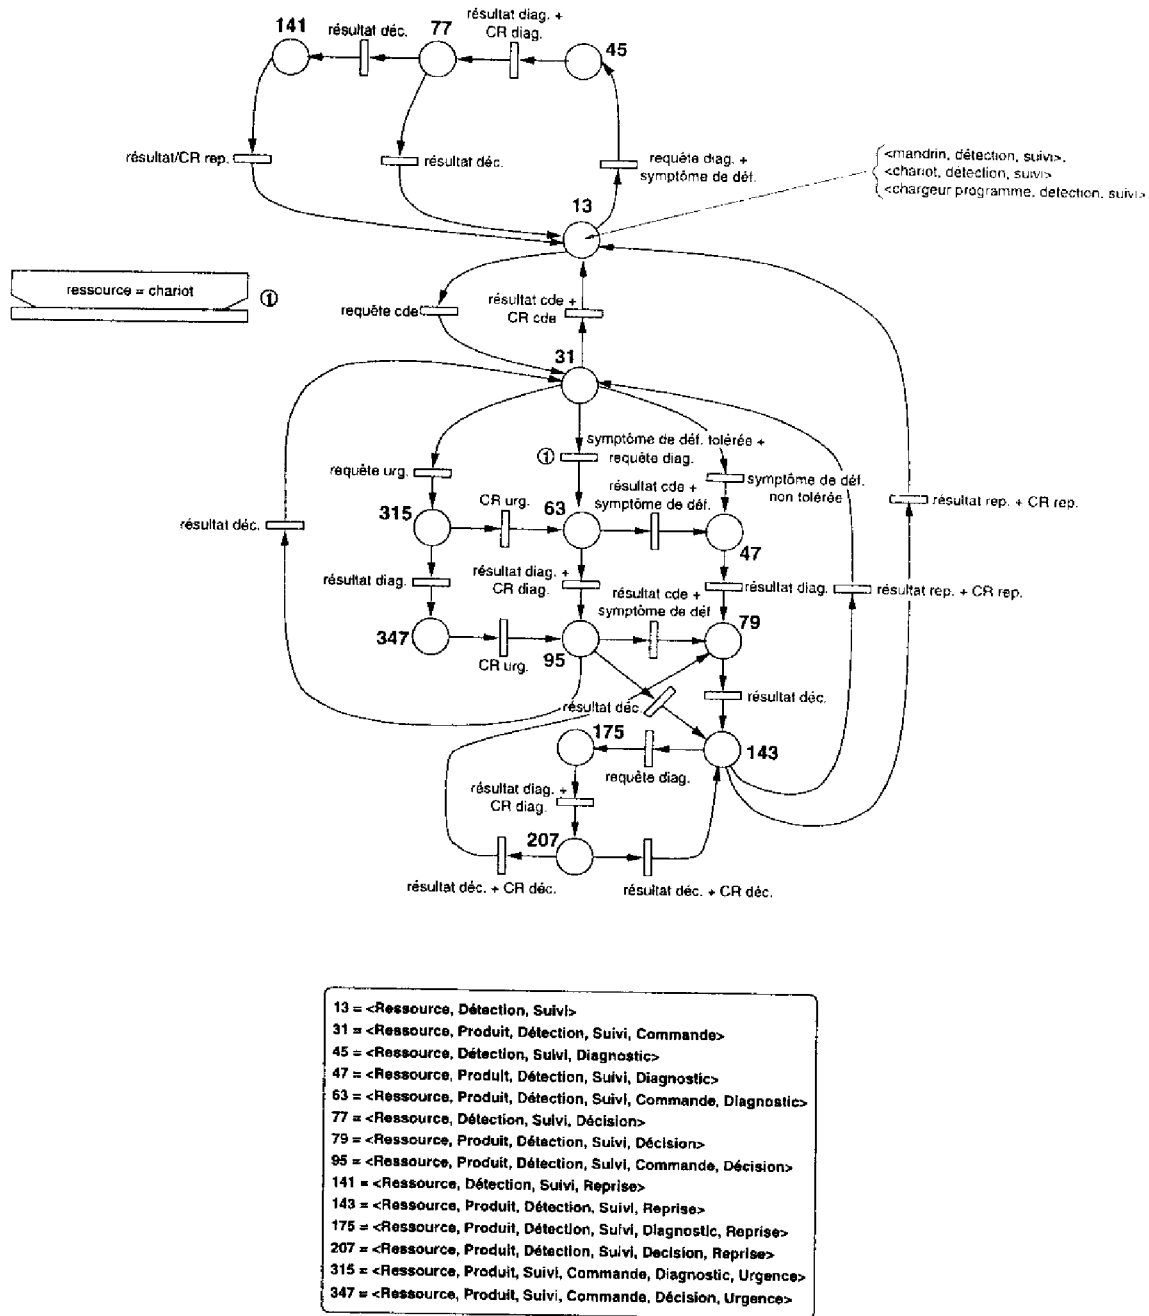 141
résultat déc.
77
résultat diag. +
CR diag.
45
résultat/CR rep.
résultat déc.
requête diag. +
symptôme de déf.
<mandrin, détection, suivi>,
<chariot, détection, suivi>
<chargeur programme, détection, suivi>
13
ressource = chariot
①
requête cde
résultat cde +
CR cde
31
symptôme de déf. tolérée +
① requête diag.
requête urg.
résultat cde +
symptôme de déf.
symptôme de déf.
non tolérée
résultat rep. + CR rep.
résultat déc.
315
CR urg.
63
47
résultat diag.
résultat diag. +
CR diag.
résultat cde +
symptôme de déf
résultat diag.
résultat rep. + CR rep.
347
CR urg.
95
79
résultat déc.
résultat déc.
175
143
requête diag.
résultat diag. +
CR diag.
207
résultat déc. + CR déc.
résultat déc. + CR déc.
13 = <Ressource, Détection, Suivi>
31 = <Ressource, Produit, Détection, Suivi, Commande>
45 = <Ressource, Détection, Suivi, Diagnostic>
47 = <Ressource, Produit, Détection, Suivi, Diagnostic>
63 = <Ressource, Produit, Détection, Suivi, Commande, Diagnostic>
77 = <Ressource, Détection, Suivi, Décision>
79 = <Ressource, Produit, Détection, Suivi, Décision>
95 = <Ressource, Produit, Détection, Suivi, Commande, Décision>
141 = <Ressource, Détection, Suivi, Reprise>
143 = <Ressource, Produit, Détection, Suivi, Reprise>
175 = <Ressource, Produit, Détection, Suivi, Diagnostic, Reprise>
207 = <Ressource, Produit, Détection, Suivi, Decision, Reprise>
315 = <Ressource, Produit, Suivi, Commande, Diagnostic, Urgence>
347 = <Ressource, Produit, Suivi, Commande, Décision, Urgence>